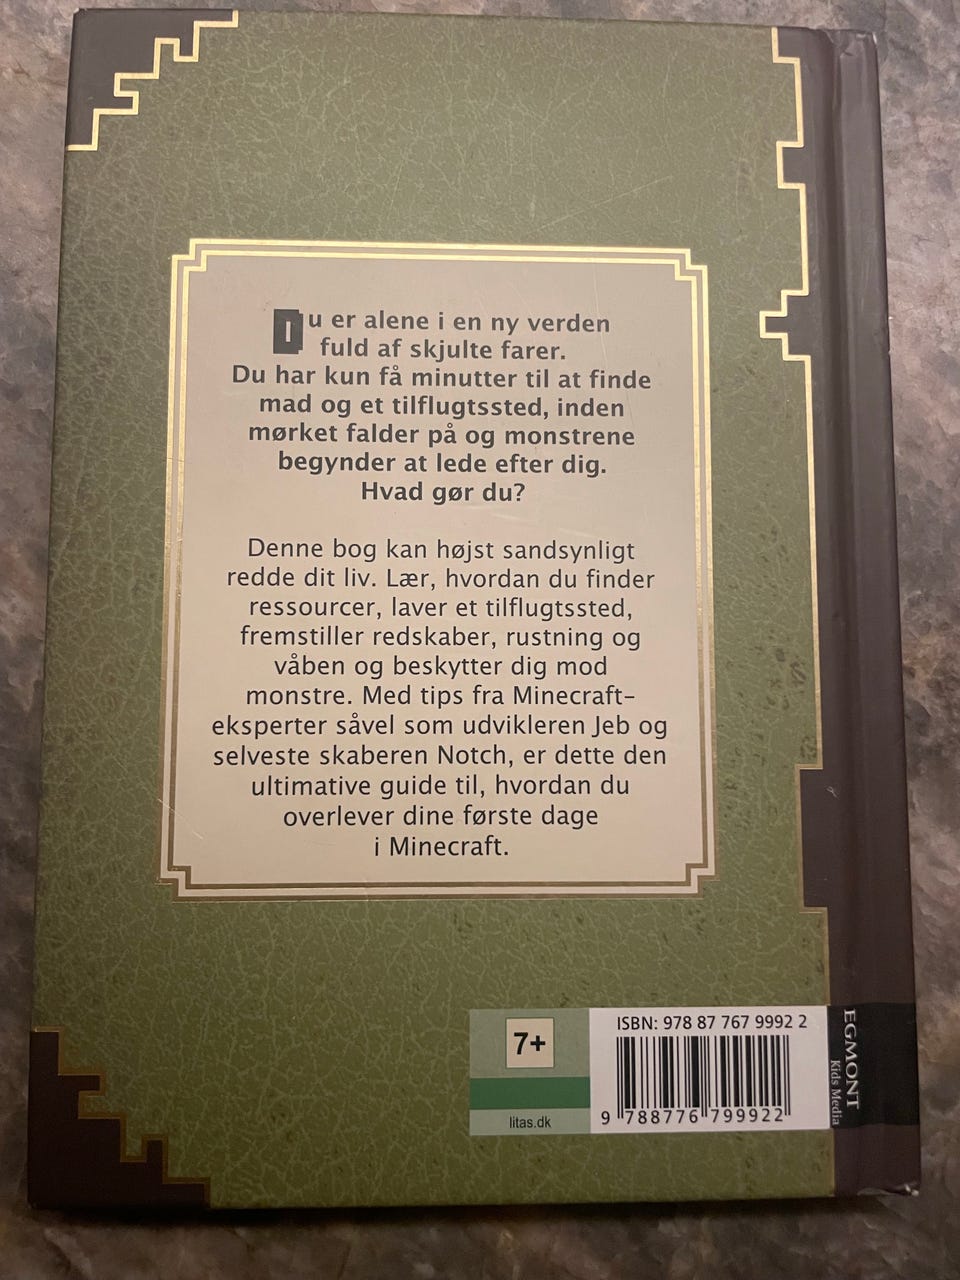 Du er alene i en ny verden
fuld af skjulte farer.
Du har kun få minutter til at finde
mad og et tilflugtssted, inden
mørket falder på og monstrene
begynder at lede efter dig.
Hvad gør du?
Denne bog kan højst sandsynligt
redde dit liv. Lær, hvordan du finder
ressourcer, laver et tilflugtssted,
fremstiller redskaber, rustning og
våben og beskytter dig mod
monstre. Med tips fra Minecraft-
eksperter såvel som udvikleren Jeb og
selveste skaberen Notch, er dette den
ultimative guide til, hvordan du
overlever dine første dage
i Minecraft.
7+
litas.dk
ISBN: 978 87 767 9992 2
9 788776 799922
EGMONT
Kids Media